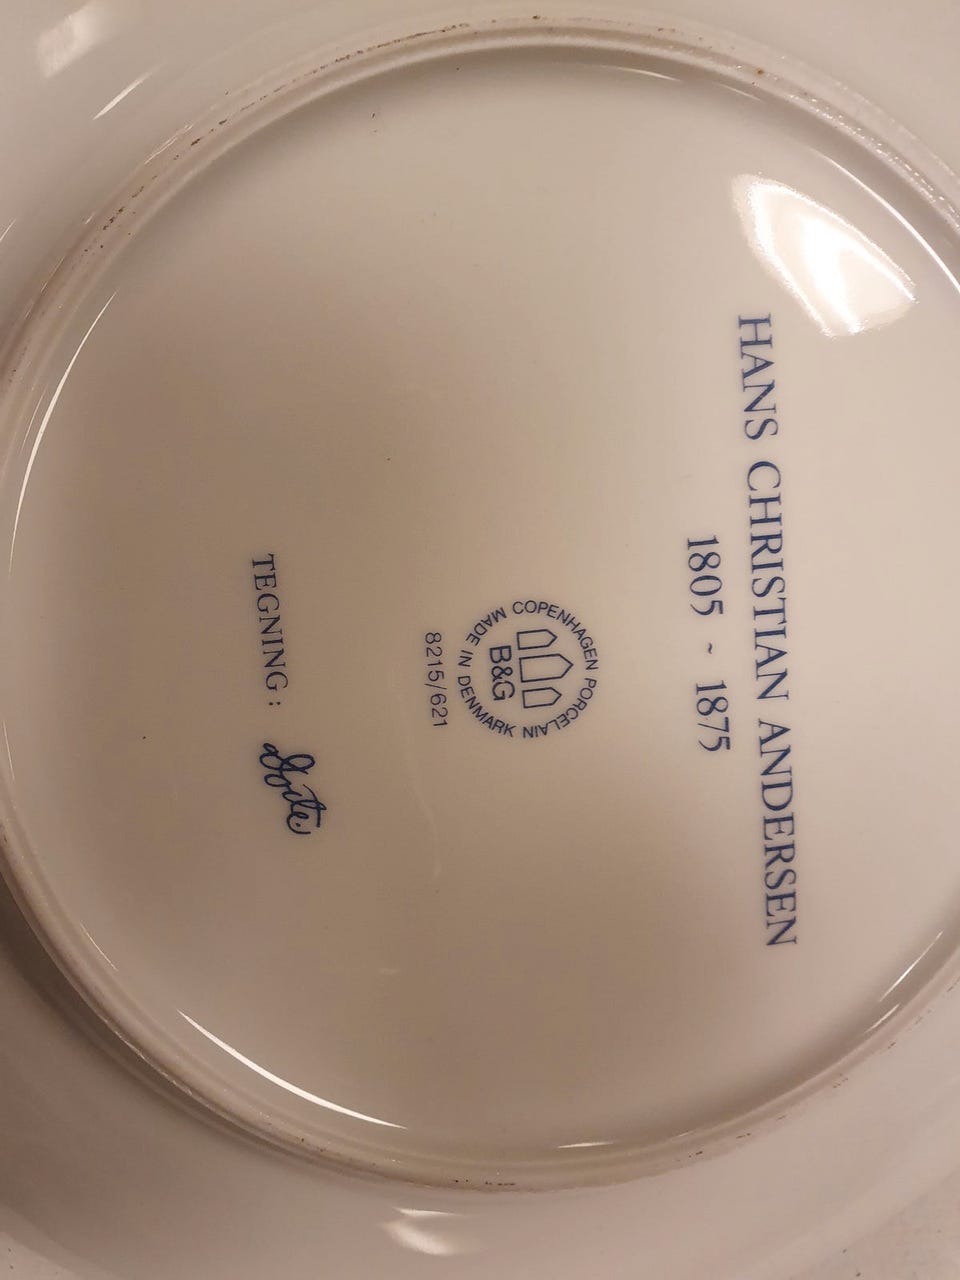 HANS CHRISTIAN ANDERSEN
1805 ~ 1875
COPENHAGEN PORCELAIN
B&G
MADE IN DENMARK
8215/621
TEGNING :